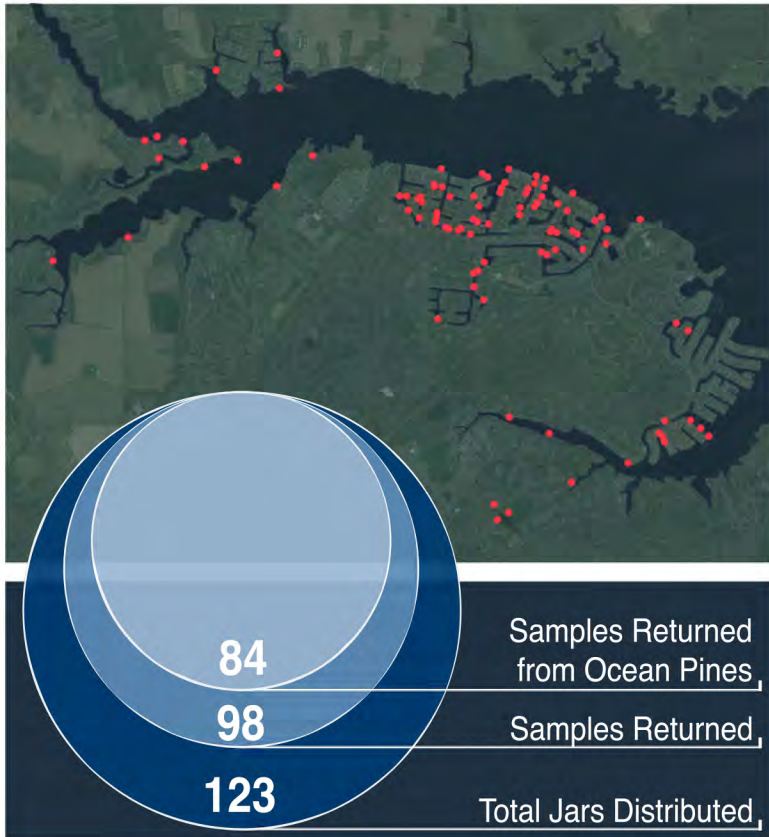 84
Samples Returned
from Ocean Pines
98
Samples Returned
123
Total Jars Distributed